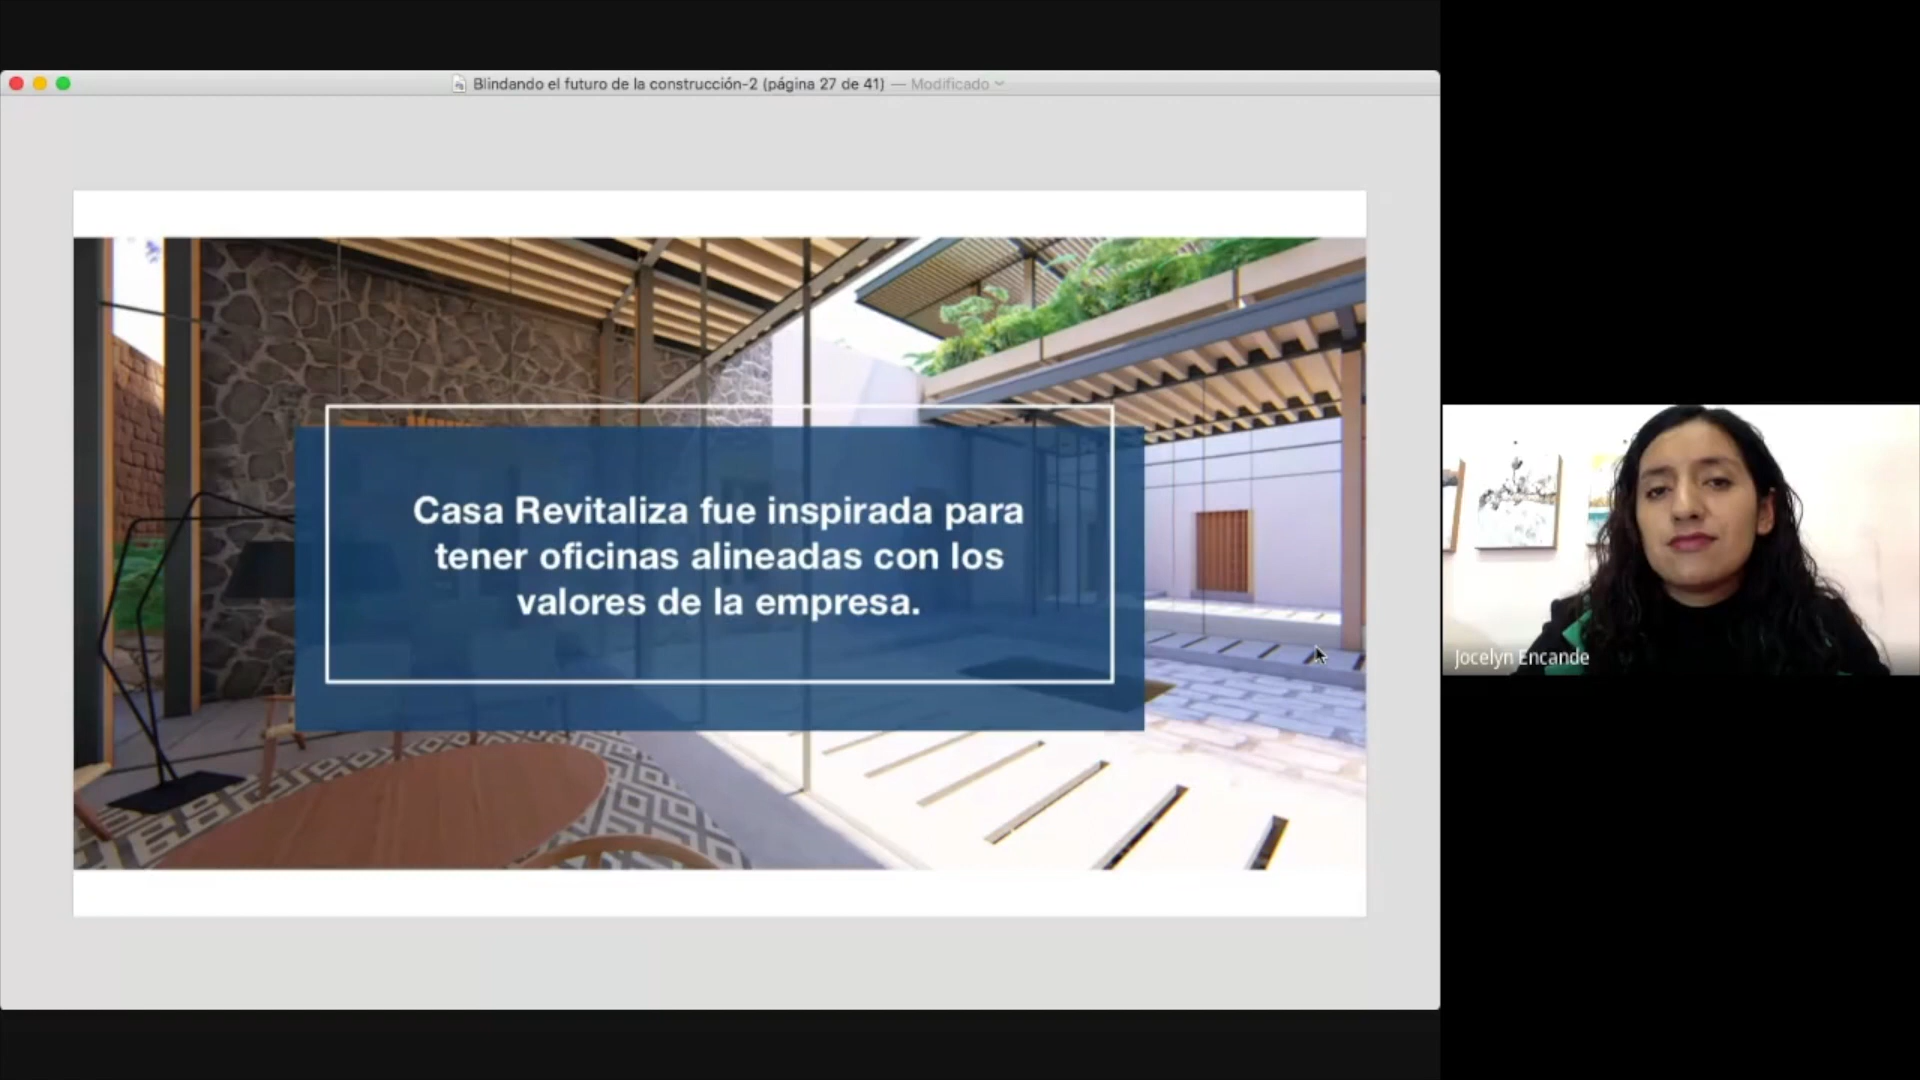 Blindando el futuro de la construcción-2 (página 27 de 41) — Modificado
Casa Revitaliza fue inspirada para
tener oficinas alineadas con los
valores de la empresa.
Jocelyn Encande